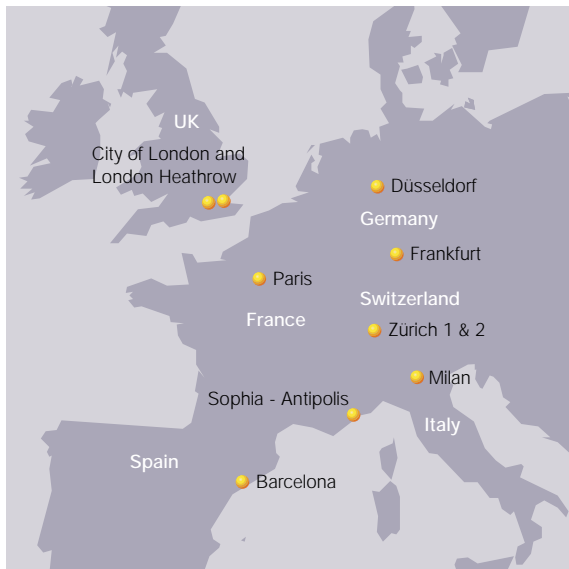 UK
City of London and
London Heathrow
Düsseldorf
Germany
Frankfurt
Paris
Switzerland
France
Zürich 1 & 2
Milan
Sophia - Antipolis
Italy
Spain
Barcelona